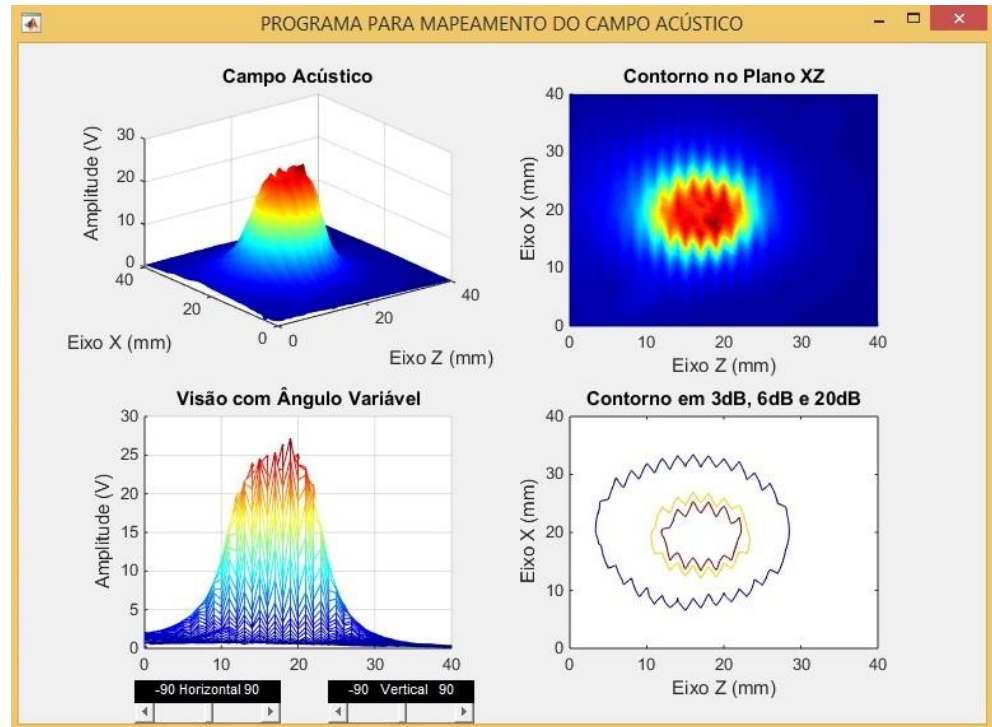 PROGRAMA PARA MAPEAMENTO DO CAMPO ACÚSTICO
Campo Acústico
30
20
10
0
Amplitude (V)
40
20
0
Eixo X (mm)
0
20
40
Eixo Z (mm)
Contorno no Plano XZ
40
30
20
10
0
Eixo X (mm)
0
10
20
30
40
Eixo Z (mm)
Visão com Ângulo Variável
30
25
20
15
10
5
0
Amplitude (V)
0
10
20
30
40
-90 Horizontal 90
-90 Vertical 90
Contorno em 3dB, 6dB e 20dB
40
30
20
10
0
Eixo X (mm)
0
10
20
30
40
Eixo Z (mm)